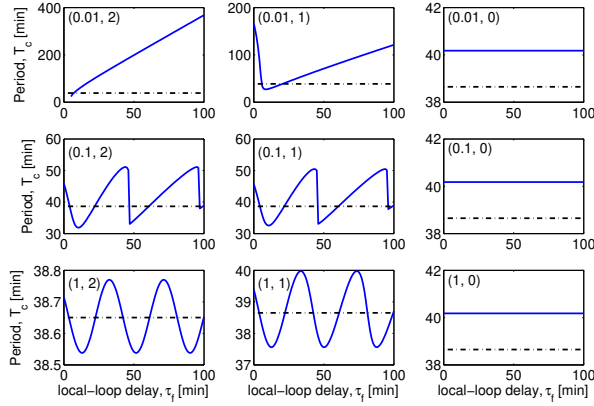 (0.01, 2)
(0.01, 1)
(0.01, 0)
Period, T_c [min]
400
200
0
0 50 100
200
100
0
0 50 100
42
40
38
0 50 100
(0.1, 2)
(0.1, 1)
(0.1, 0)
Period, T_c [min]
60
50
40
30
0 50 100
60
50
40
30
0 50 100
42
40
38
0 50 100
(1, 2)
(1, 1)
(1, 0)
Period, T_c [min]
38.8
38.7
38.6
38.5
0 50 100
40
39
38
37
0 50 100
42
40
38
0 50 100
local−loop delay, τ_f [min]
local−loop delay, τ_f [min]
local−loop delay, τ_f [min]